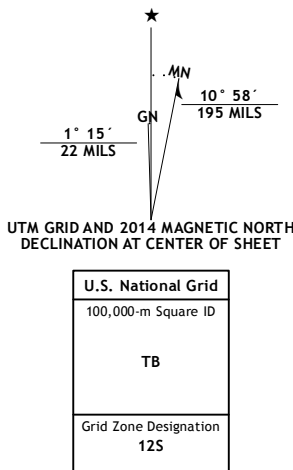 ★
MN
GN
10° 58´
195 MILS
1° 15´
22 MILS
UTM GRID AND 2014 MAGNETIC NORTH
DECLINATION AT CENTER OF SHEET
U.S. National Grid
100,000-m Square ID
TB
Grid Zone Designation
12S